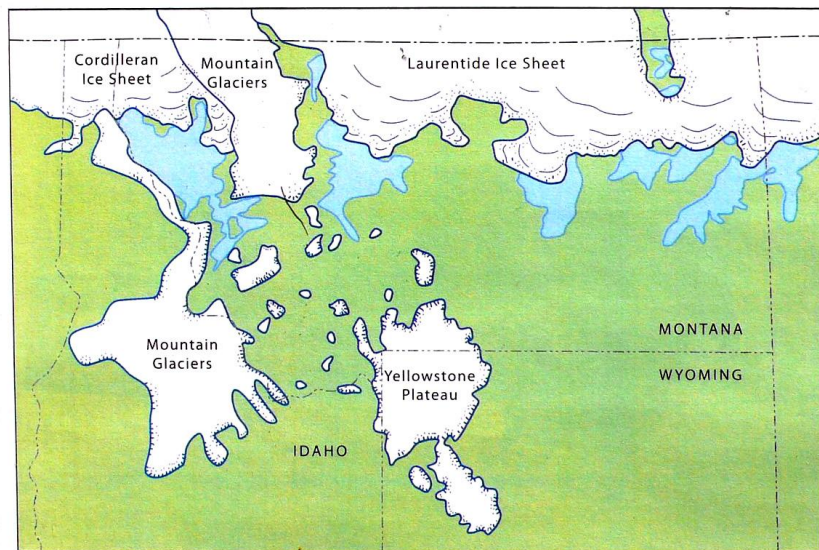 Cordilleran
Ice Sheet
Mountain
Glaciers
Laurentide Ice Sheet
Mountain
Glaciers
Yellowstone
Plateau
MONTANA
WYOMING
IDAHO